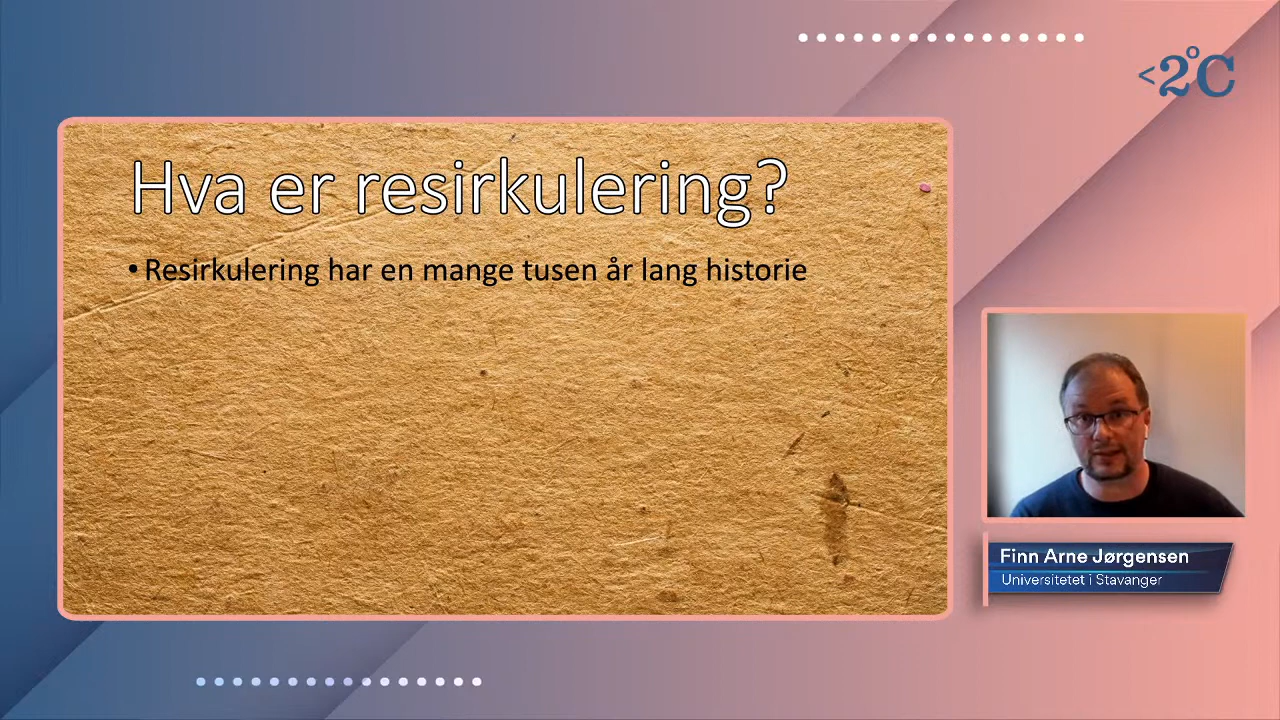 <2°C
Hva er resirkulering?
• Resirkulering har en mange tusen år lang historie
Finn Arne Jørgensen
Universitetet i Stavanger